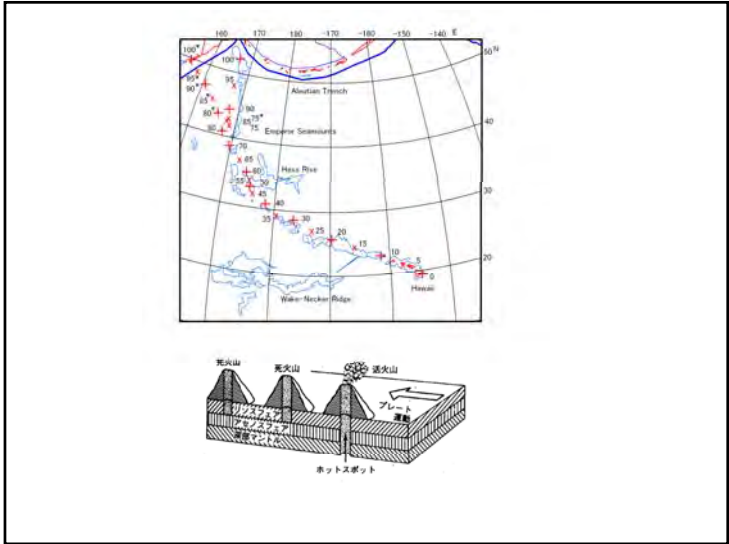 160 170 180 -170 -160 -150 -140 E
60 N
100*
100
95*
95
90*
85*
90
80*
85 75*
75
80
70
65
60
55 50
45
40
35
30
25 20
15
10
5
0
50
40
30
20
Aleutian Trench
Emperor Seamounts
Hess Rive
Wake-Necker Ridge
Hawaii
死火山 死火山 活火山
プレート
運動
リソスフェア
アセノスフェア
深部マントル
ホットスポット